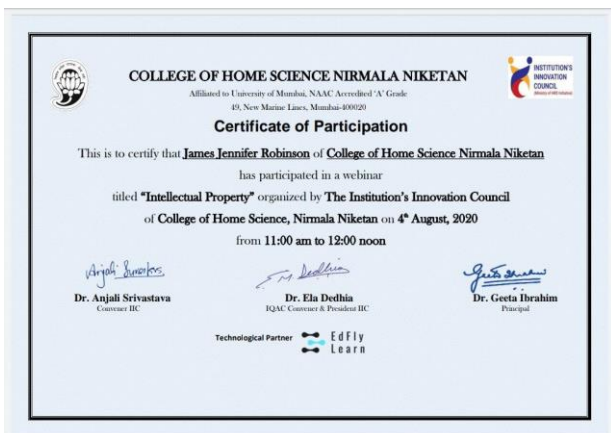 COLLEGE OF HOME SCIENCE NIRMALA NIKETAN
Affiliated to University of Mumbai, NAAC Accredited 'A' Grade
49, New Marine Lines, Mumbai-400020
INSTITUTION'S
INNOVATION
COUNCIL
Certificate of Participation
This is to certify that James Jennifer Robinson of College of Home Science Nirmala Niketan
has participated in a webinar
titled "Intellectual Property" organized by The Institution's Innovation Council
of College of Home Science, Nirmala Niketan on 4th August, 2020
from 11:00 am to 12:00 noon
Dr. Anjali Srivastava
Convener IIC
Dr. Ela Dedhia
IQAC Convener & President IIC
Dr. Geeta Ibrahim
Principal
Technological Partner
EdFly
Learn